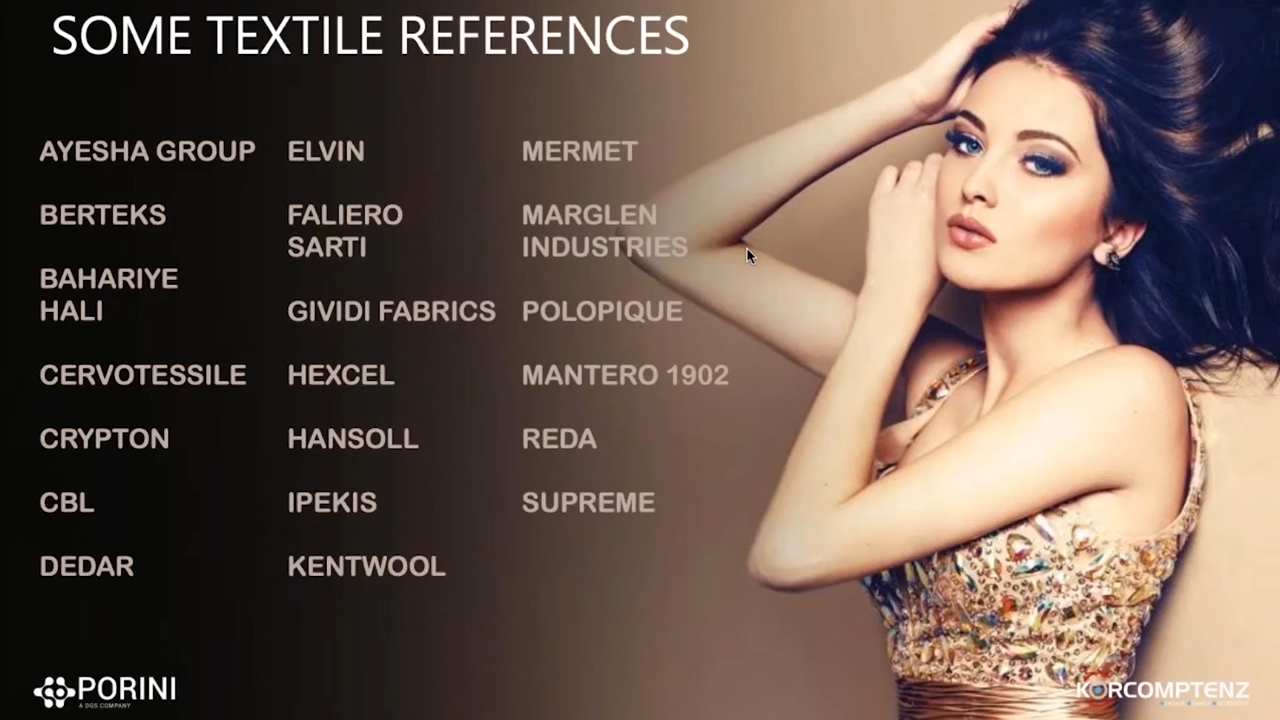 SOME TEXTILE REFERENCES
AYESHA GROUP
BERTEKS
BAHARIYE
HALI
CERVOTESSILE
CRYPTON
CBL
DEDAR
ELVIN
FALIERO
SARTI
GIVIDI FABRICS
HEXCEL
HANSOLL
IPEKIS
KENTWOOL
MERMET
MARGLEN
INDUSTRIES
POLOPIQUE
MANTERO 1902
REDA
SUPREME
PORINI
A DGS COMPANY
KORCOMPTENZ